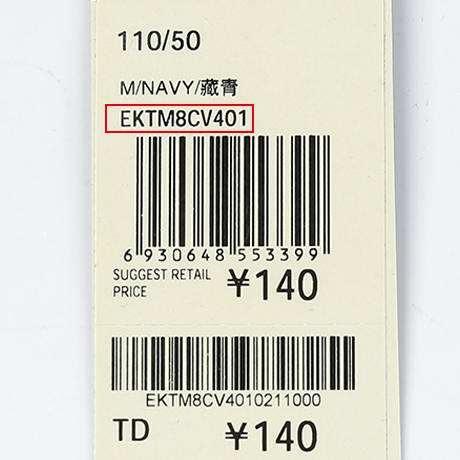 110/50
M/NAVY/藏青
EKTM8CV401
6 930648 553399
SUGGEST RETAIL
PRICE ¥140
EKTM8CV4010211000
TD ¥140